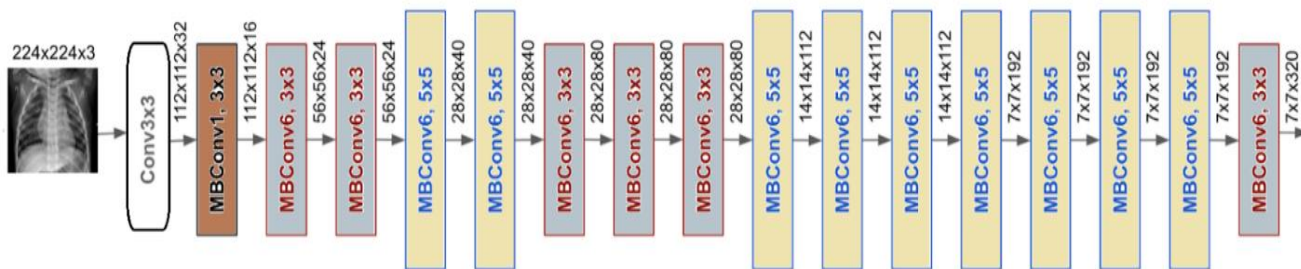 224x224x3
Conv3x3
112x112x32
MBConv1, 3x3
112x112x16
MBConv6, 3x3
56x56x24
MBConv6, 3x3
56x56x24
MBConv6, 5x5
28x28x40
MBConv6, 5x5
28x28x40
MBConv6, 3x3
28x28x80
MBConv6, 3x3
28x28x80
MBConv6, 3x3
28x28x80
MBConv6, 5x5
14x14x112
MBConv6, 5x5
14x14x112
MBConv6, 5x5
14x14x112
MBConv6, 5x5
7x7x192
MBConv6, 5x5
7x7x192
MBConv6, 5x5
7x7x192
MBConv6, 5x5
7x7x192
MBConv6, 3x3
7x7x320